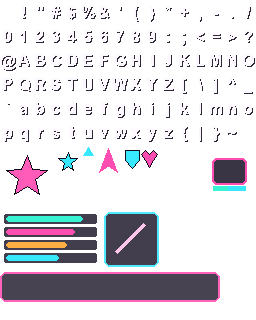 ! " # $ % & ' ( ) * + , - . /
0 1 2 3 4 5 6 7 8 9 : ; < = > ?
@ A B C D E F G H I J K L M N O
P Q R S T U V W X Y Z [ \ ] ^ _
` a b c d e f g h i j k l m n o
p q r s t u v w x y z { | } ~